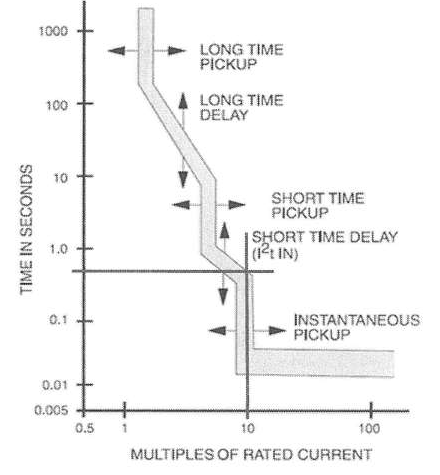 1000
LONG TIME
PICKUP
100
LONG TIME
DELAY
10
SHORT TIME
PICKUP
TIME IN SECONDS
SHORT TIME DELAY
(I²t IN)
1.0
0.1
INSTANTANEOUS
PICKUP
0.01
0.005
0.5 1 10 100
MULTIPLES OF RATED CURRENT